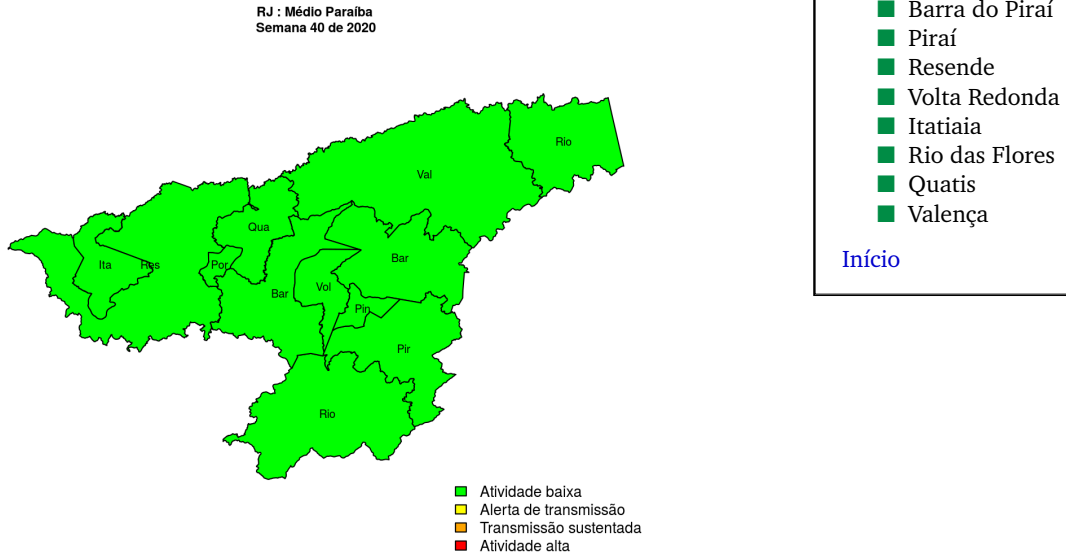 RJ : Médio Paraíba
Semana 40 de 2020
Rio
Val
Qua
Ita
Res
Por
Bar
Bar
Vol
Pin
Pir
Rio
Atividade baixa
Alerta de transmissão
Transmissão sustentada
Atividade alta
Barra do Piraí
Piraí
Resende
Volta Redonda
Itatiaia
Rio das Flores
Quatis
Valença
Início